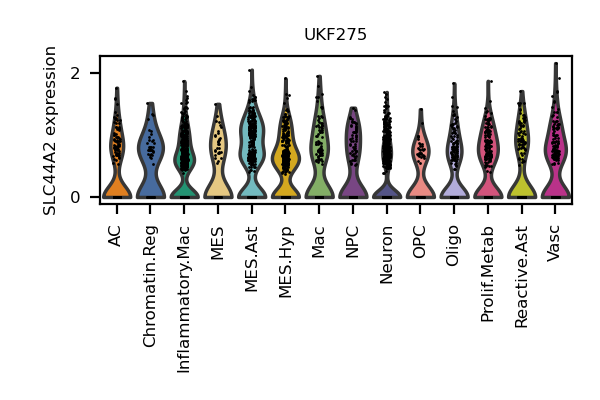 UKF275
SLC44A2 expression
2
0
AC
Chromatin.Reg
Inflammatory.Mac
MES
MES.Ast
MES.Hyp
Mac
NPC
Neuron
OPC
Oligo
Prolif.Metab
Reactive.Ast
Vasc